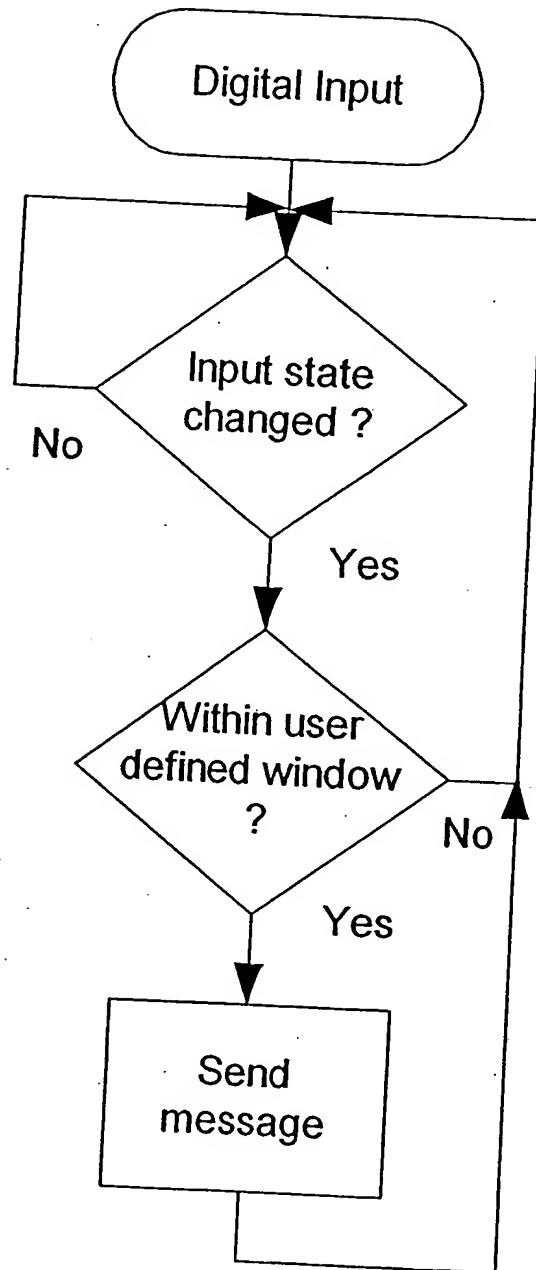 Digital Input
Input state
changed ?
No
Yes
Within user
defined window
?
No
Yes
Send
message